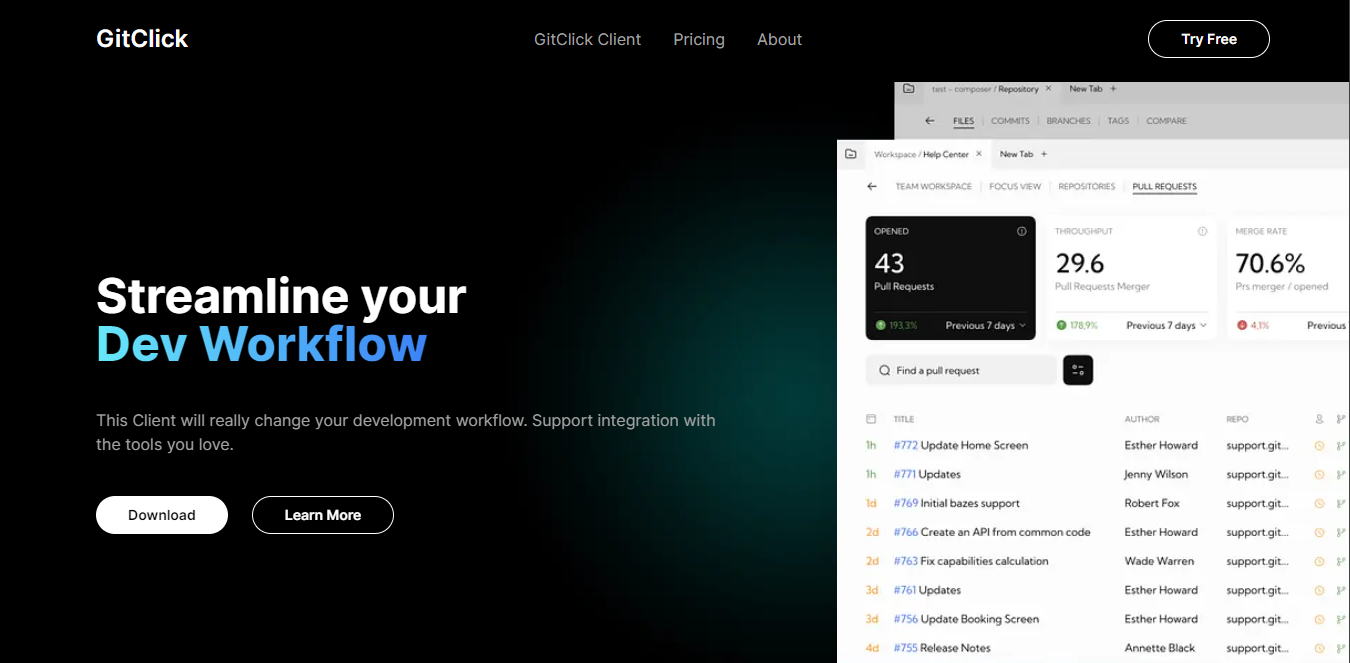 GitClick
GitClick Client
Pricing
About
Try Free
Streamline your
Dev Workflow
This Client will really change your development workflow. Support integration with
the tools you love.
Download
Learn More
test - composer / Repository × New Tab +
FILES | COMMITS | BRANCHES | TAGS | COMPARE
Workspace / Help Center × New Tab +
TEAM WORKSPACE | FOCUS VIEW | REPOSITORIES | PULL REQUESTS
OPENED
43
Pull Requests
193,3% Previous 7 days
THROUGHPUT
29.6
Pull Requests Merger
178,9% Previous 7 days
MERGE RATE
70.6%
Prs merger / opened
4,1% Previous
Find a pull request
TITLE AUTHOR REPO
1h #772 Update Home Screen Esther Howard support.git...
1h #771 Updates Jenny Wilson support.git...
1d #769 Initial bazes support Robert Fox support.git...
2d #766 Create an API from common code Esther Howard support.git...
2d #763 Fix capabilities calculation Wade Warren support.git...
3d #761 Updates Esther Howard support.git...
3d #756 Update Booking Screen Esther Howard support.git...
4d #755 Release Notes Annette Black support.git...